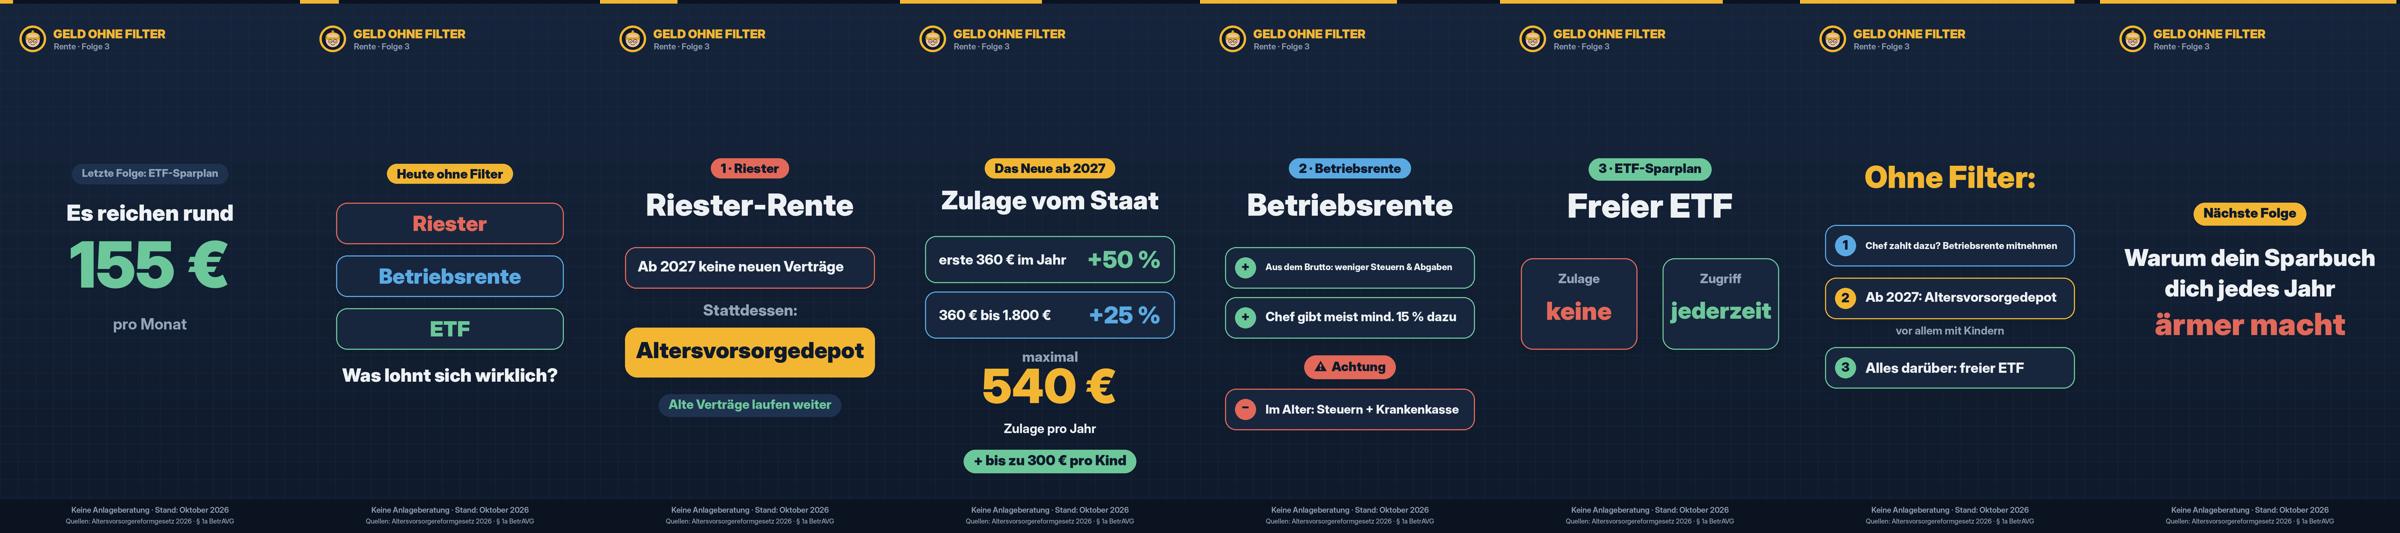 GELD OHNE FILTER
Rente · Folge 3
Letzte Folge: ETF-Sparplan
Es reichen rund
155 €
pro Monat
Keine Anlageberatung · Stand: Oktober 2026
Quellen: Altersvorsorgereformgesetz 2026 · § 1a BetrAVG
GELD OHNE FILTER
Rente · Folge 3
Heute ohne Filter
Riester
Betriebsrente
ETF
Was lohnt sich wirklich?
Keine Anlageberatung · Stand: Oktober 2026
Quellen: Altersvorsorgereformgesetz 2026 · § 1a BetrAVG
GELD OHNE FILTER
Rente · Folge 3
1 · Riester
Riester-Rente
Ab 2027 keine neuen Verträge
Stattdessen:
Altersvorsorgedepot
Alte Verträge laufen weiter
Keine Anlageberatung · Stand: Oktober 2026
Quellen: Altersvorsorgereformgesetz 2026 · § 1a BetrAVG
GELD OHNE FILTER
Rente · Folge 3
Das Neue ab 2027
Zulage vom Staat
erste 360 € im Jahr +50 %
360 € bis 1.800 € +25 %
maximal
540 €
Zulage pro Jahr
+ bis zu 300 € pro Kind
Keine Anlageberatung · Stand: Oktober 2026
Quellen: Altersvorsorgereformgesetz 2026 · § 1a BetrAVG
GELD OHNE FILTER
Rente · Folge 3
2 · Betriebsrente
Betriebsrente
+ Aus dem Brutto: weniger Steuern & Abgaben
+ Chef gibt meist mind. 15 % dazu
⚠ Achtung
− Im Alter: Steuern + Krankenkasse
Keine Anlageberatung · Stand: Oktober 2026
Quellen: Altersvorsorgereformgesetz 2026 · § 1a BetrAVG
GELD OHNE FILTER
Rente · Folge 3
3 · ETF-Sparplan
Freier ETF
Zulage
keine
Zugriff
jederzeit
Keine Anlageberatung · Stand: Oktober 2026
Quellen: Altersvorsorgereformgesetz 2026 · § 1a BetrAVG
GELD OHNE FILTER
Rente · Folge 3
Ohne Filter:
1 Chef zahlt dazu? Betriebsrente mitnehmen
2 Ab 2027: Altersvorsorgedepot
vor allem mit Kindern
3 Alles darüber: freier ETF
Keine Anlageberatung · Stand: Oktober 2026
Quellen: Altersvorsorgereformgesetz 2026 · § 1a BetrAVG
GELD OHNE FILTER
Rente · Folge 3
Nächste Folge
Warum dein Sparbuch
dich jedes Jahr
ärmer macht
Keine Anlageberatung · Stand: Oktober 2026
Quellen: Altersvorsorgereformgesetz 2026 · § 1a BetrAVG